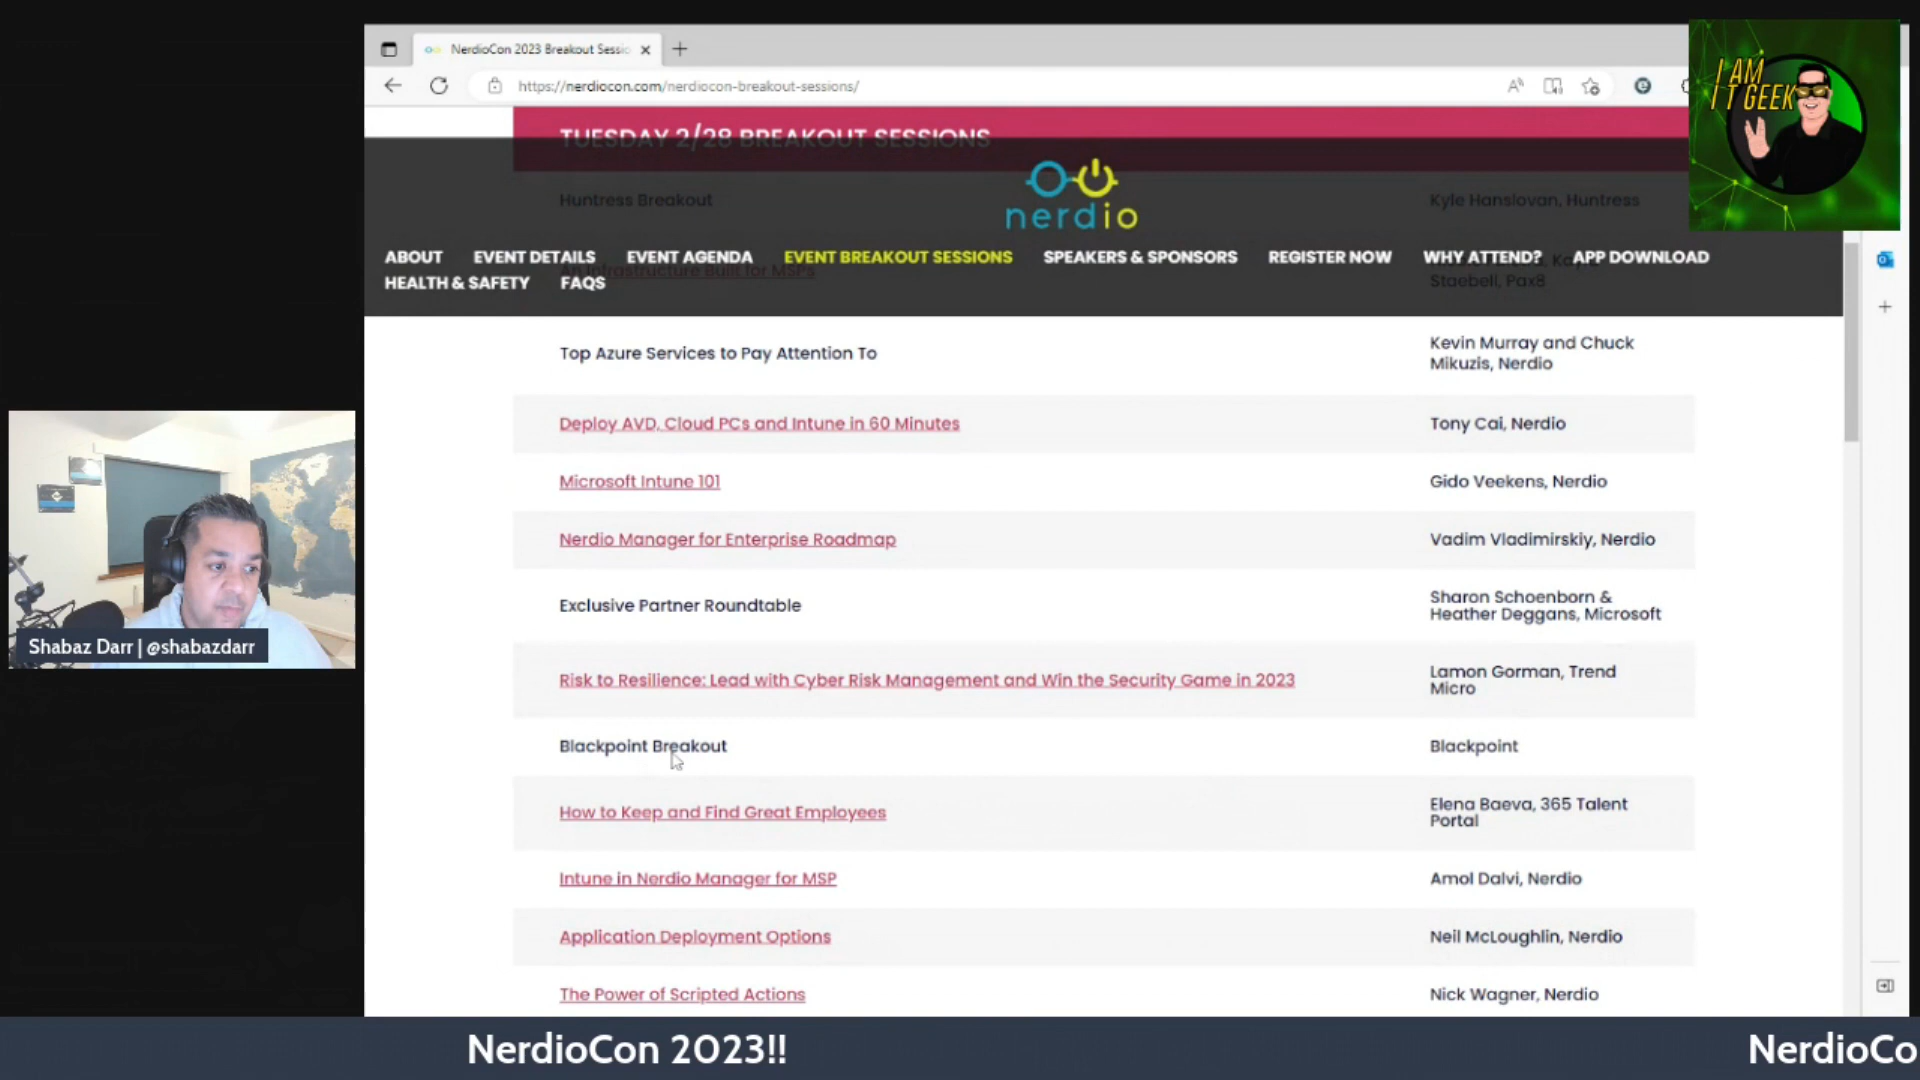 NerdioCon 2023 Breakout Sessio
https://nerdiocon.com/nerdiocon-breakout-sessions/
I AM
IT GEEK
TUESDAY 2/28 BREAKOUT SESSIONS
nerdio
Huntress Breakout
Kyle Hanslovan, Huntress
ABOUT EVENT DETAILS EVENT AGENDA EVENT BREAKOUT SESSIONS SPEAKERS & SPONSORS REGISTER NOW WHY ATTEND? APP DOWNLOAD
HEALTH & SAFETY FAQS
An Infrastructure Built for MSPs
Staebell, Pax8
Top Azure Services to Pay Attention To
Kevin Murray and Chuck
Mikuzis, Nerdio
Deploy AVD, Cloud PCs and Intune in 60 Minutes
Tony Cai, Nerdio
Microsoft Intune 101
Gido Veekens, Nerdio
Nerdio Manager for Enterprise Roadmap
Vadim Vladimirskiy, Nerdio
Exclusive Partner Roundtable
Sharon Schoenborn &
Heather Deggans, Microsoft
Risk to Resilience: Lead with Cyber Risk Management and Win the Security Game in 2023
Lamon Gorman, Trend
Micro
Blackpoint Breakout
Blackpoint
How to Keep and Find Great Employees
Elena Baeva, 365 Talent
Portal
Intune in Nerdio Manager for MSP
Amol Dalvi, Nerdio
Application Deployment Options
Neil McLoughlin, Nerdio
The Power of Scripted Actions
Nick Wagner, Nerdio
Shabaz Darr | @shabazdarr
NerdioCon 2023!!
NerdioCo